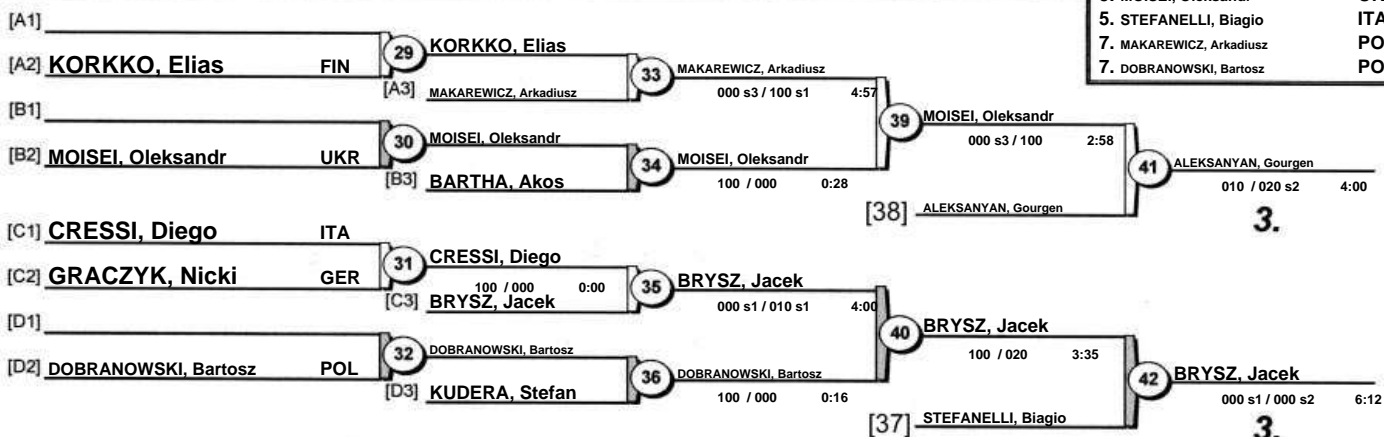 5. STEFANELLI, Biagio ITA
7. MAKAREWICZ, Arkadiusz PO
7. DOBRANOWSKI, Bartosz PO
[A1]
[A2] KORKKO, Elias FIN
29
KORKKO, Elias
[A3] MAKAREWICZ, Arkadiusz
33
MAKAREWICZ, Arkadiusz
000 s3 / 100 s1 4:57
[B1]
[B2] MOISEI, Oleksandr UKR
30
MOISEI, Oleksandr
[B3] BARTHA, Akos
34
MOISEI, Oleksandr
100 / 000 0:28
39
MOISEI, Oleksandr
000 s3 / 100 2:58
[38] ALEKSANYAN, Gourgen
41
ALEKSANYAN, Gourgen
010 / 020 s2 4:00
3.
[C1] CRESSI, Diego ITA
[C2] GRACZYK, Nicki GER
31
CRESSI, Diego
100 / 000 0:00
[C3] BRYSZ, Jacek
35
BRYSZ, Jacek
000 s1 / 010 s1 4:00
[D1]
[D2] DOBRANOWSKI, Bartosz POL
32
DOBRANOWSKI, Bartosz
[D3] KUDERA, Stefan
36
DOBRANOWSKI, Bartosz
100 / 000 0:16
40
BRYSZ, Jacek
100 / 020 3:35
[37] STEFANELLI, Biagio
42
BRYSZ, Jacek
000 s1 / 000 s2 6:12
3.